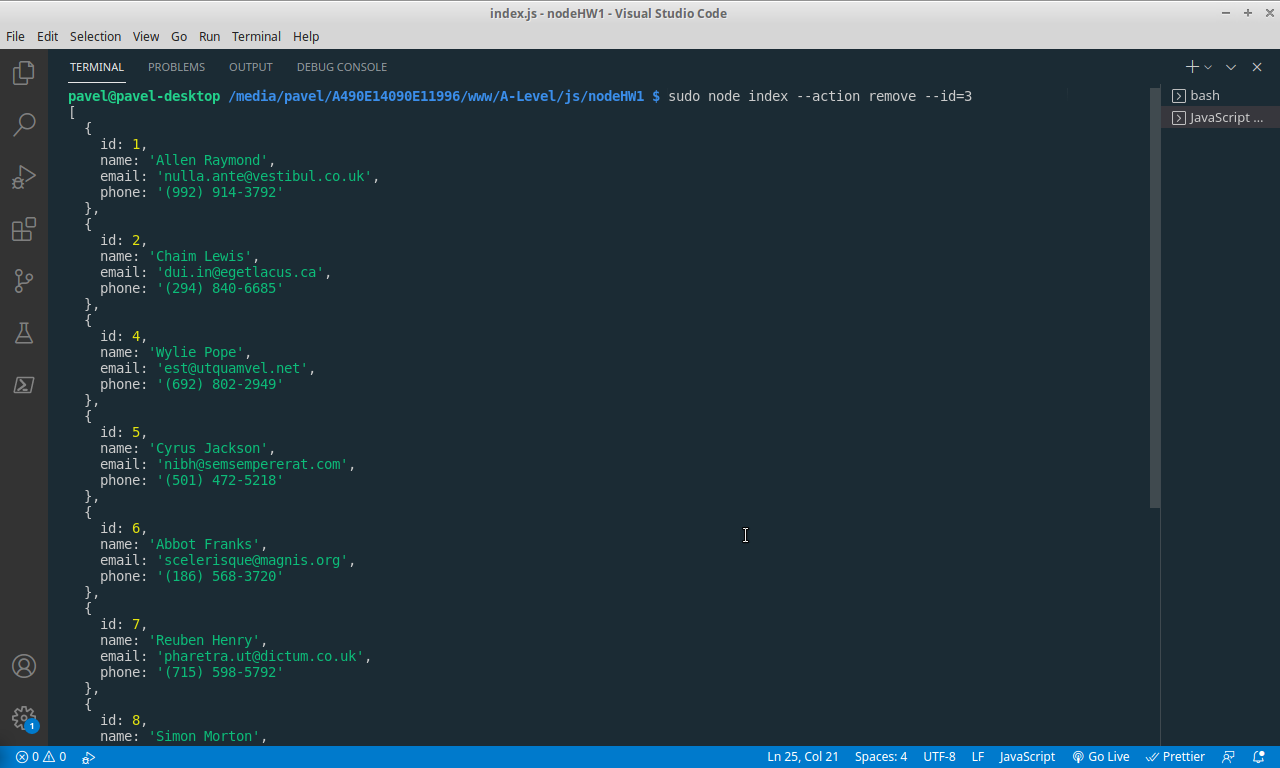 index.js - nodeHW1 - Visual Studio Code
File Edit Selection View Go Run Terminal Help
TERMINAL PROBLEMS OUTPUT DEBUG CONSOLE
pavel@pavel-desktop /media/pavel/A490E14090E11996/www/A-Level/js/nodeHW1 $ sudo node index --action remove --id=3
[
{
id: 1,
name: 'Allen Raymond',
email: 'nulla.ante@vestibul.co.uk',
phone: '(992) 914-3792'
},
{
id: 2,
name: 'Chaim Lewis',
email: 'dui.in@egetlacus.ca',
phone: '(294) 840-6685'
},
{
id: 4,
name: 'Wylie Pope',
email: 'est@utquamvel.net',
phone: '(692) 802-2949'
},
{
id: 5,
name: 'Cyrus Jackson',
email: 'nibh@semsempererat.com',
phone: '(501) 472-5218'
},
{
id: 6,
name: 'Abbot Franks',
email: 'scelerisque@magnis.org',
phone: '(186) 568-3720'
},
{
id: 7,
name: 'Reuben Henry',
email: 'pharetra.ut@dictum.co.uk',
phone: '(715) 598-5792'
},
{
id: 8,
name: 'Simon Morton',
bash
JavaScript ...
1
0 0 Ln 25, Col 21 Spaces: 4 UTF-8 LF JavaScript Go Live Prettier